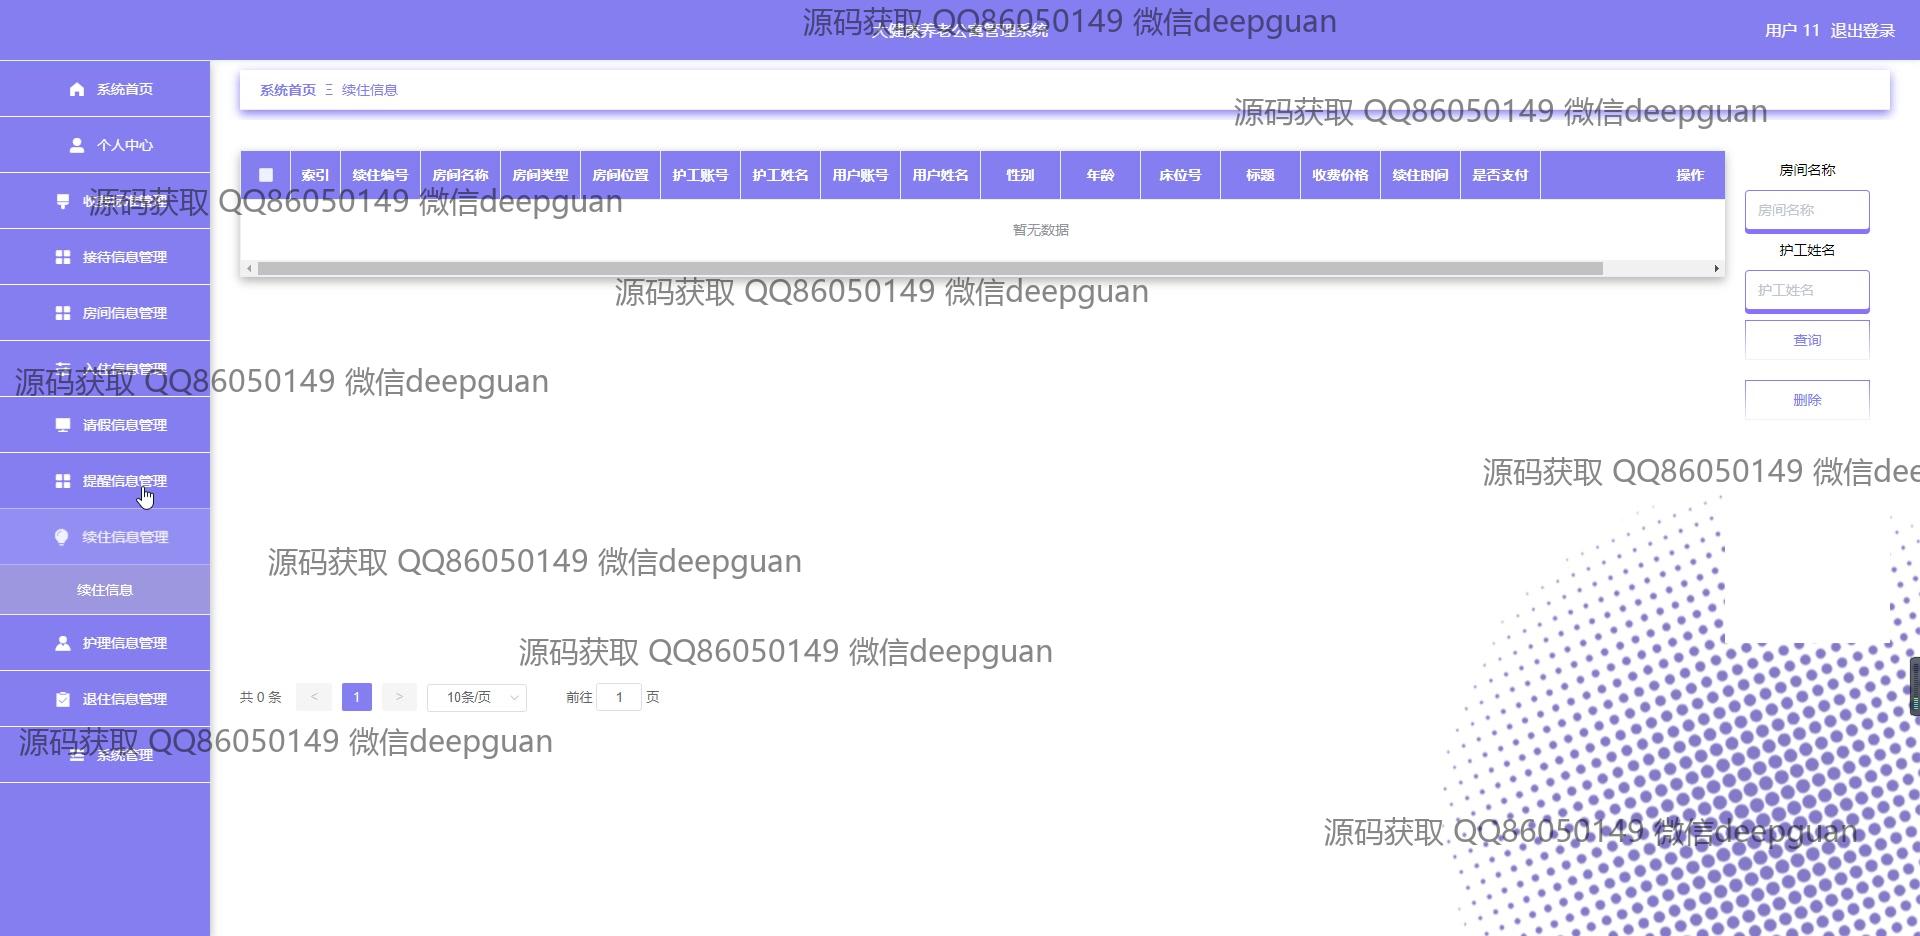 源码获取 QQ86050149 微信deepguan
大健康养老公寓管理系统
用户 11 退出登录
系统首页
个人中心
接待信息管理
房间信息管理
入住信息管理
请假信息管理
提醒信息管理
续住信息管理
续住信息
护理信息管理
退住信息管理
系统管理
系统首页 Ξ 续住信息
源码获取 QQ86050149 微信deepguan
索引 续住编号 房间名称 房间类型 房间位置 护工账号 护工姓名 用户账号 用户姓名 性别 年龄 床位号 标题 收费价格 续住时间 是否支付 操作
源码获取 QQ86050149 微信deepguan
暂无数据
源码获取 QQ86050149 微信deepguan
房间名称
房间名称
护工姓名
护工姓名
查询
删除
源码获取 QQ86050149 微信deepguan
源码获取 QQ86050149 微信dee
源码获取 QQ86050149 微信deepguan
源码获取 QQ86050149 微信deepguan
共 0 条 < 1 > 10条/页 前往 1 页
源码获取 QQ86050149 微信deepguan
源码获取 QQ86050149 微信deepguan